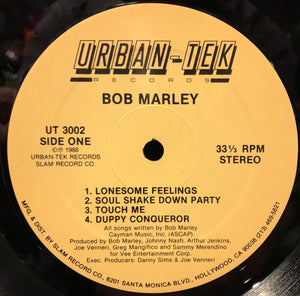 URBAN-TEK
RECORDS
BOB MARLEY
UT 3002
SIDE ONE
©℗ 1988
URBAN-TEK RECORDS
SLAM RECORD CO.
33⅓ RPM
STEREO
1. LONESOME FEELINGS
2. SOUL SHAKE DOWN PARTY
3. TOUCH ME
4. DUPPY CONQUEROR
All songs written by Bob Marley
Cayman Music, Inc. (ASCAP)
Produced by Bob Marley, Johnny Nash, Arthur Jenkins,
Joe Venneri, Greg Mangifico and Sammy Merendino
for Vee Entertainment Corp.
Exec. Producers: Danny Sims & Joe Venneri
MFG. & DIST. BY SLAM RECORD CO., 6201 SANTA MONICA BLVD., HOLLYWOOD, CA 90038 (213) 469-5821